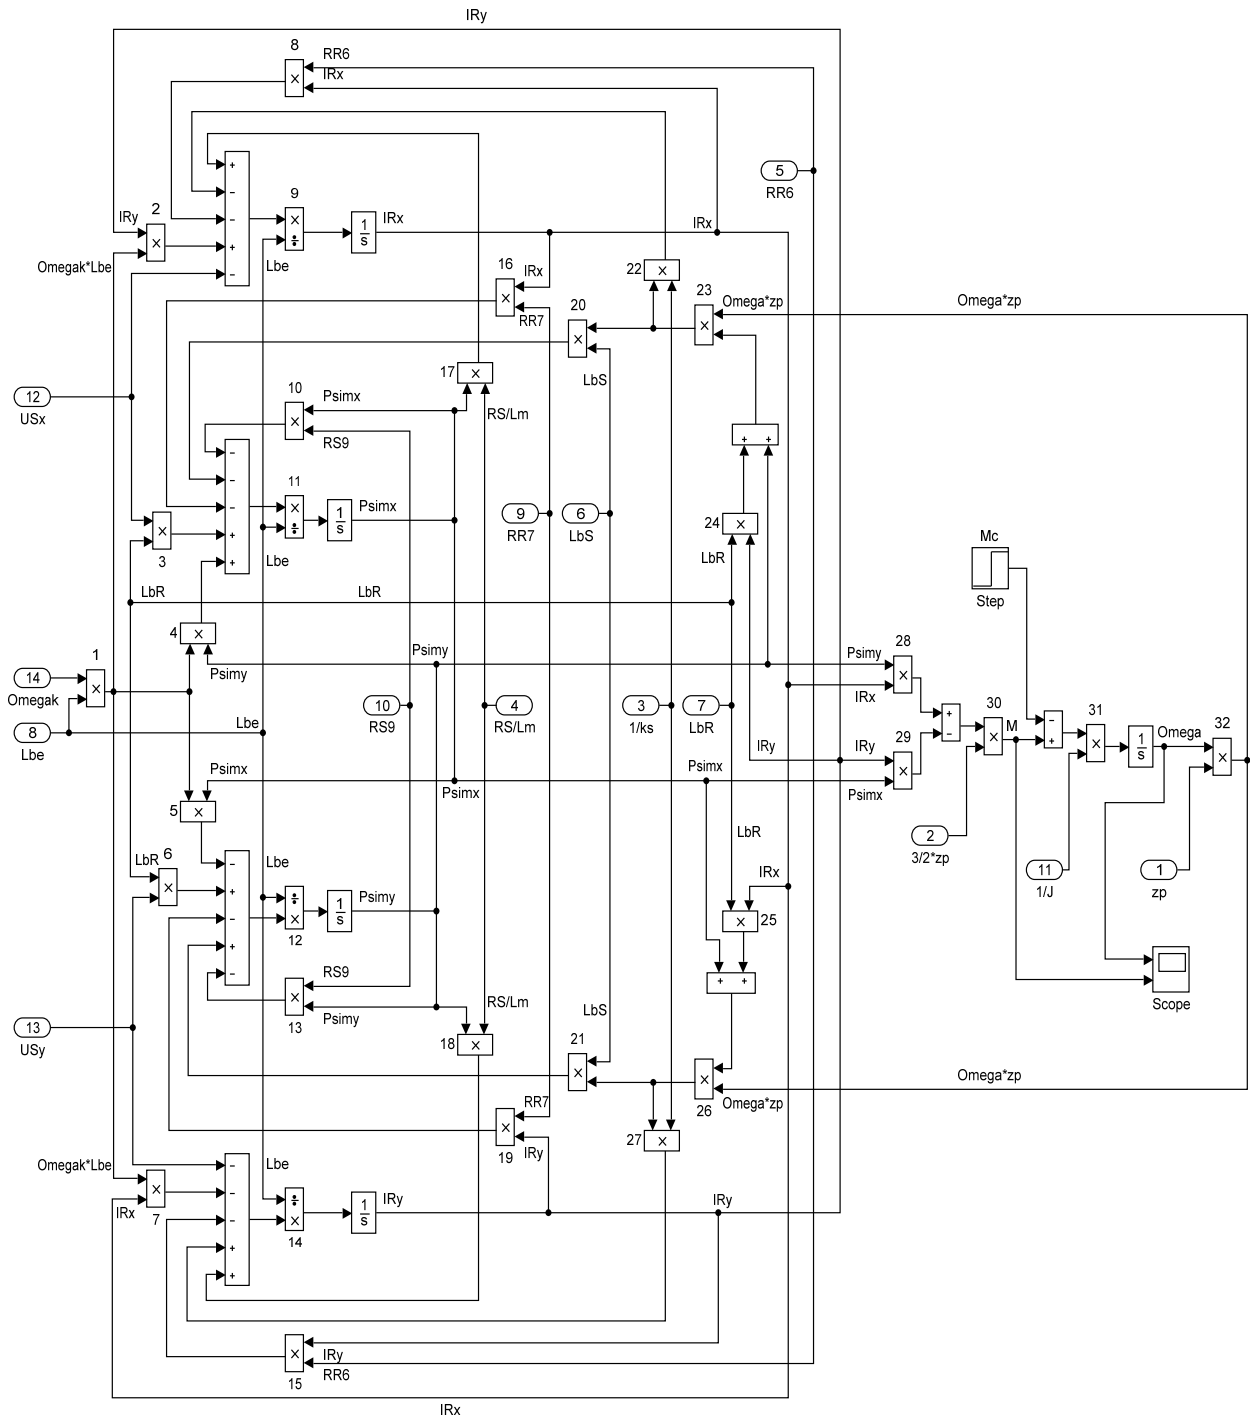 IRy
8
RR6
IRx
×
5
RR6
+
−
−
+
−
2
IRy
×
Omegak*Lbe
9
×
÷
Lbe
1
s
IRx
IRx
16
IRx
×
RR7
22
×
23
Omega*zp
×
Omega*zp
20
×
LbS
17
×
RS/Lm
12
USx
10
Psimx
×
RS9
+ +
−
−
−
+
+
11
×
÷
Lbe
1
s
Psimx
×
3
9
RR7
6
LbS
24
×
LbR
Mc
Step
LbR
LbR
4
×
Psimy
Psimy
28
×
IRx
1
×
14
Omegak
8
Lbe
Lbe
10
RS9
4
RS/Lm
3
1/ks
7
LbR
IRy
IRy
29
×
Psimx
+
−
30
×
M
−
+
31
×
1
s
Omega
32
×
Psimx
Psimx
Psimx
5
×
2
3/2*zp
11
1/J
1
zp
LbR
IRx
×
25
LbR
6
×
−
+
−
+
−
Lbe
÷
×
12
1
s
Psimy
RS9
×
Psimy
13
RS/Lm
18
×
LbS
21
×
+ +
Scope
13
USy
×
26
Omega*zp
Omega*zp
RR7
×
IRy
19
27
×
Omegak*Lbe
×
IRx
7
−
−
−
+
+
Lbe
÷
×
14
1
s
IRy
IRy
×
IRy
RR6
15
IRx